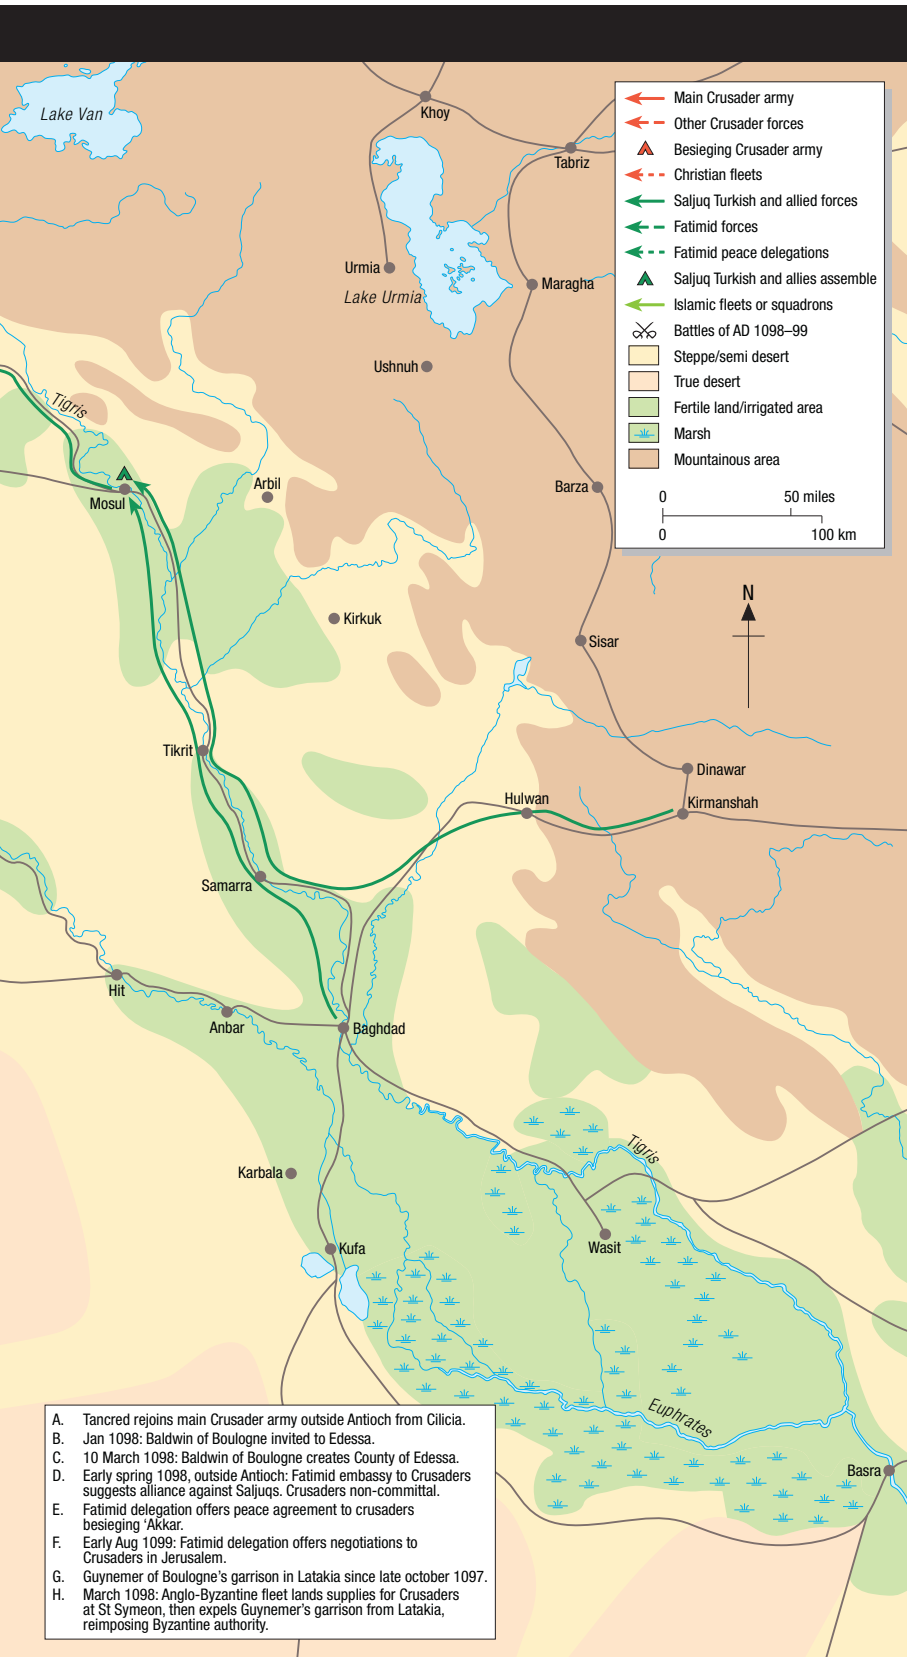 Lake Van
Khoy
Tabriz
Urmia
Lake Urmia
Maragha
Ushnuh
Tigris
Mosul
Arbil
Barza
Kirkuk
Sisar
Tikrit
Dinawar
Hulwan
Kirmanshah
Samarra
Hit
Anbar
Baghdad
Tigris
Karbala
Wasit
Kufa
Euphrates
Basra
Main Crusader army
Other Crusader forces
Besieging Crusader army
Christian fleets
Saljuq Turkish and allied forces
Fatimid forces
Fatimid peace delegations
Saljuq Turkish and allies assemble
Islamic fleets or squadrons
Battles of AD 1098–99
Steppe/semi desert
True desert
Fertile land/irrigated area
Marsh
Mountainous area
0 50 miles
0 100 km
N
A. Tancred rejoins main Crusader army outside Antioch from Cilicia.
B. Jan 1098: Baldwin of Boulogne invited to Edessa.
C. 10 March 1098: Baldwin of Boulogne creates County of Edessa.
D. Early spring 1098, outside Antioch: Fatimid embassy to Crusaders
suggests alliance against Saljuqs. Crusaders non-committal.
E. Fatimid delegation offers peace agreement to crusaders
besieging ‘Akkar.
F. Early Aug 1099: Fatimid delegation offers negotiations to
Crusaders in Jerusalem.
G. Guynemer of Boulogne’s garrison in Latakia since late october 1097.
H. March 1098: Anglo-Byzantine fleet lands supplies for Crusaders
at St Symeon, then expels Guynemer’s garrison from Latakia,
reimposing Byzantine authority.